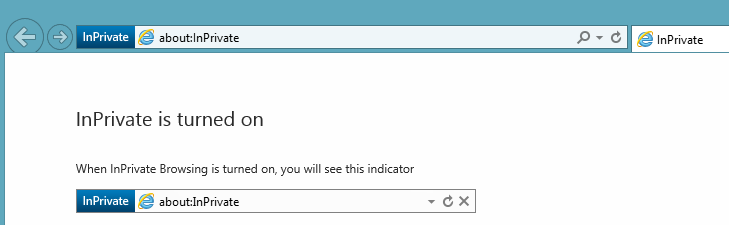 InPrivate about:InPrivate InPrivate
InPrivate is turned on
When InPrivate Browsing is turned on, you will see this indicator
InPrivate about:InPrivate